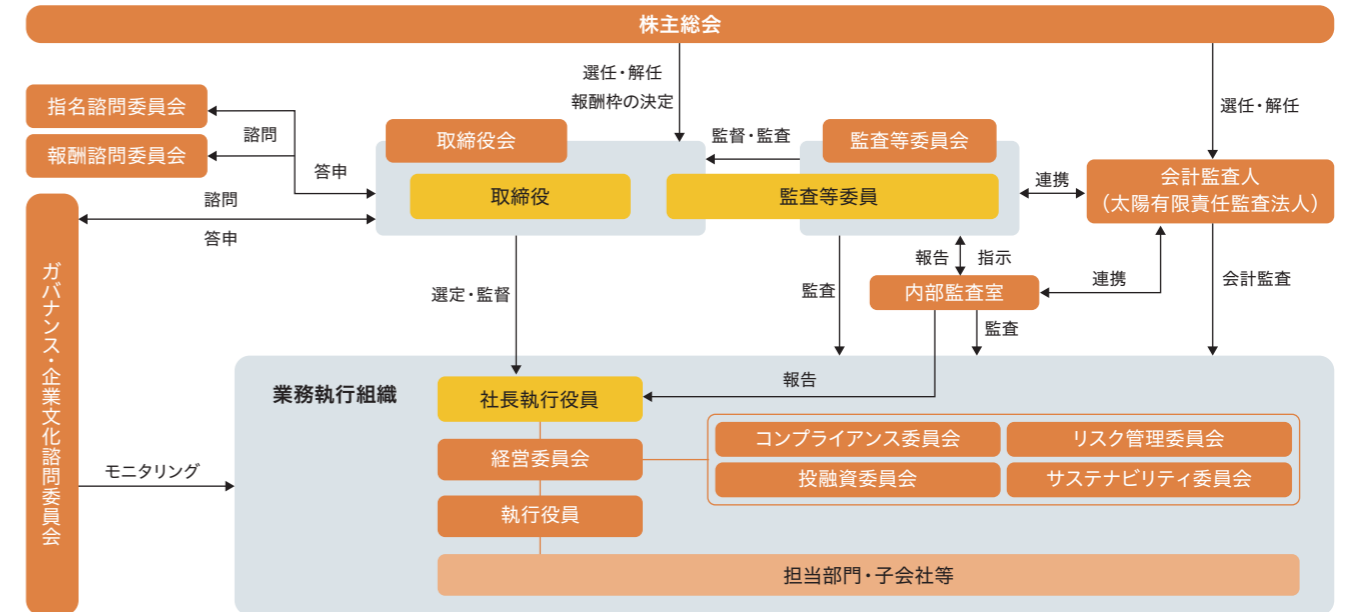 株主総会
選任・解任
報酬枠の決定
選任・解任
指名諮問委員会
報酬諮問委員会
諮問
答申
取締役会
取締役
監督・監査
監査等委員会
監査等委員
連携
会計監査人
（太陽有限責任監査法人）
諮問
答申
ガバナンス・企業文化諮問委員会
選定・監督
監査
報告
指示
内部監査室
連携
会計監査
監査
業務執行組織
報告
社長執行役員
経営委員会
執行役員
コンプライアンス委員会
リスク管理委員会
投融資委員会
サステナビリティ委員会
モニタリング
担当部門・子会社等